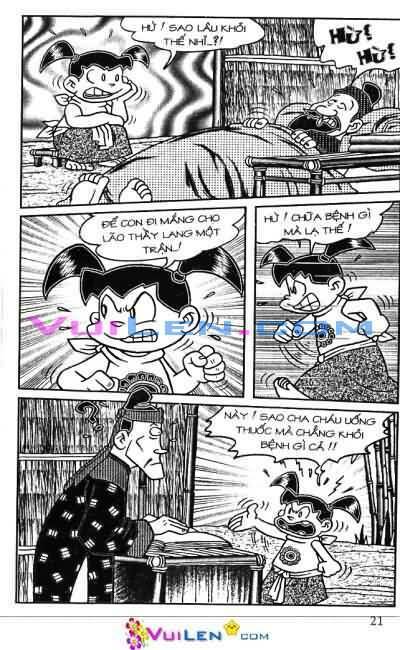 HỪ! SAO LÂU KHỎI
THẾ NHỈ...?!
HỪ!
HỪ!
ĐỂ CON ĐI MẮNG CHO
LÃO THẦY LANG MỘT
TRẬN..!
HỪ! CHỮA BỆNH GÌ
MÀ LẠ THẾ!
VUILEN.COM
NÀY! SAO CHA CHÁU UỐNG
THUỐC MÀ CHẲNG KHỎI
BỆNH GÌ CẢ!!
?
21
VUILEN COM